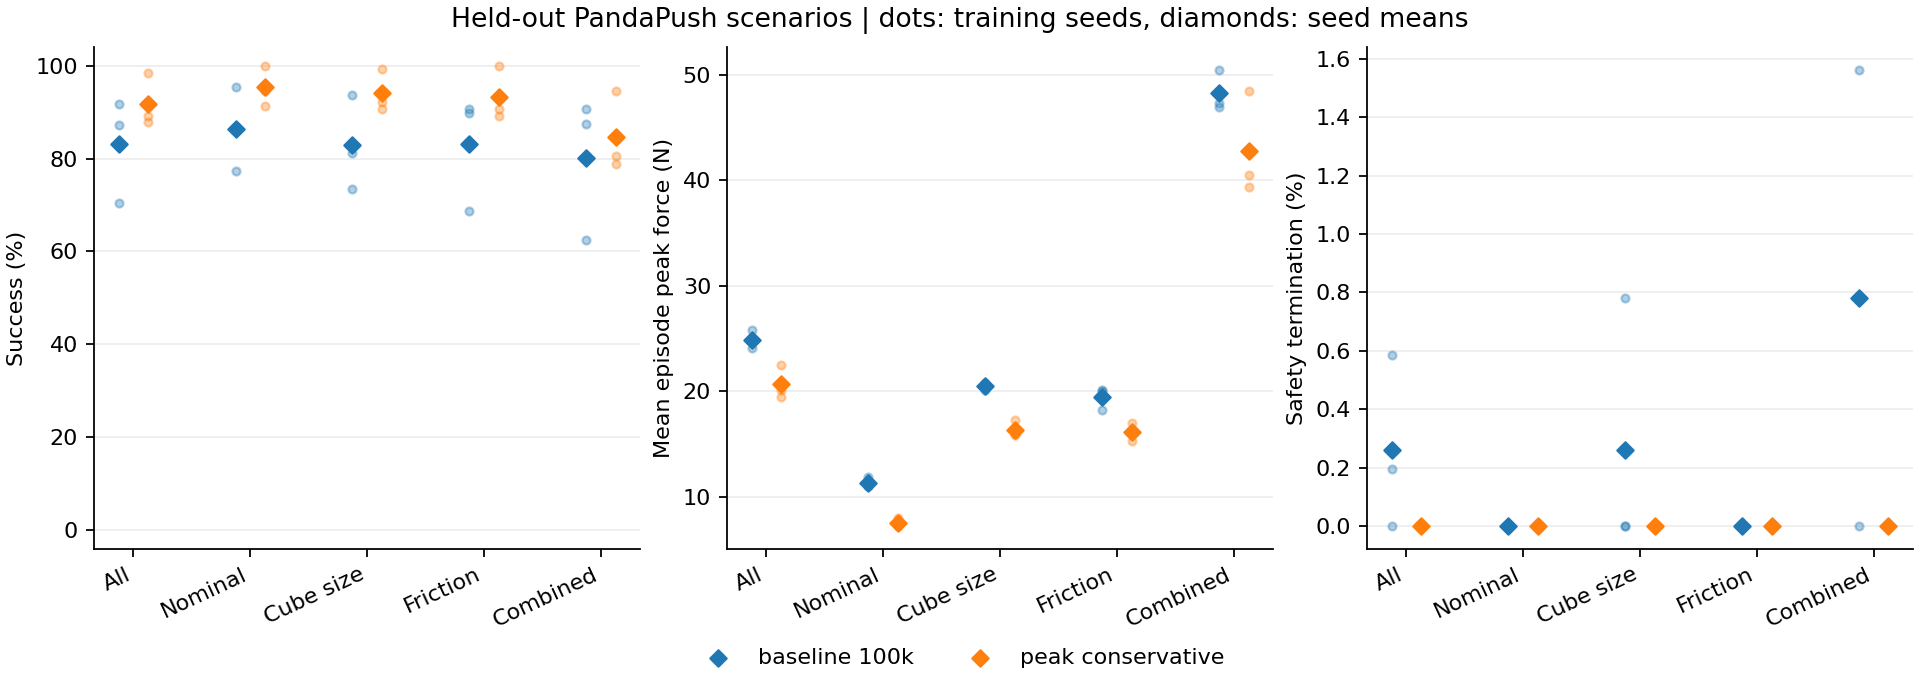 Held-out PandaPush scenarios | dots: training seeds, diamonds: seed means
Success (%)
100
80
60
40
20
0
All
Nominal
Cube size
Friction
Combined
Mean episode peak force (N)
50
40
30
20
10
All
Nominal
Cube size
Friction
Combined
Safety termination (%)
1.6
1.4
1.2
1.0
0.8
0.6
0.4
0.2
0.0
All
Nominal
Cube size
Friction
Combined
baseline 100k
peak conservative